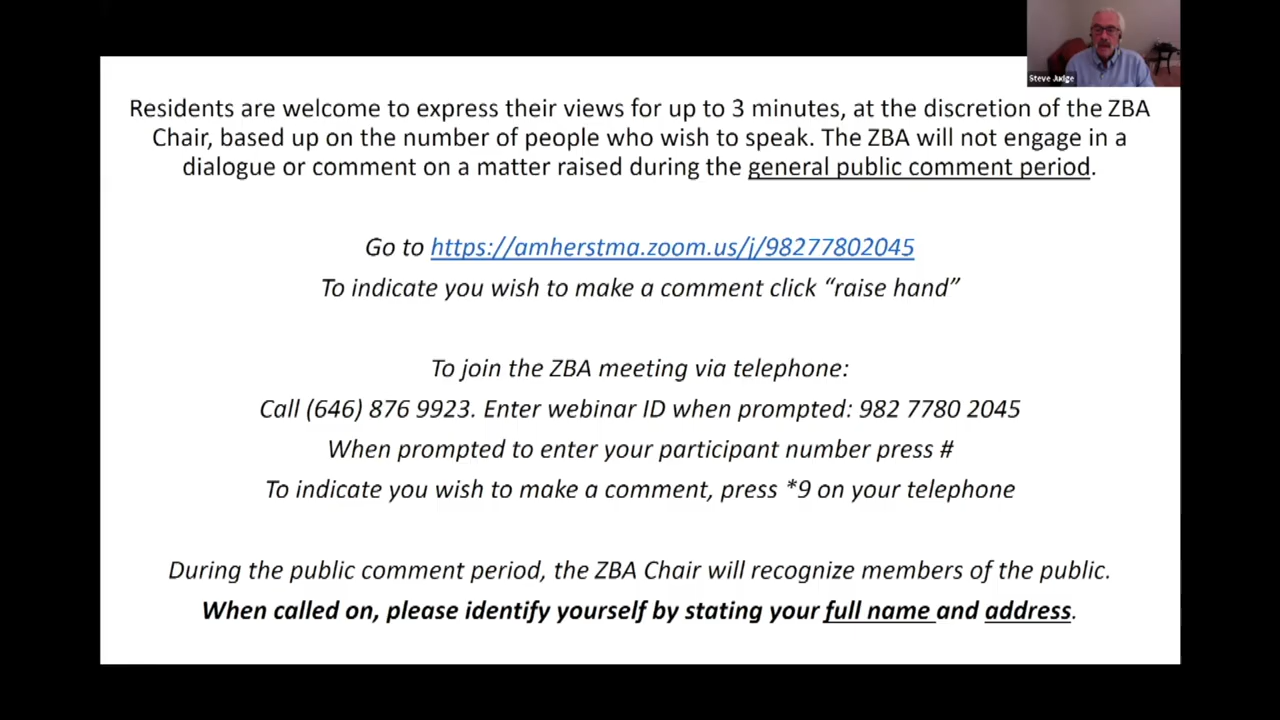 Steve Judge
Residents are welcome to express their views for up to 3 minutes, at the discretion of the ZBA
Chair, based up on the number of people who wish to speak. The ZBA will not engage in a
dialogue or comment on a matter raised during the general public comment period.
Go to https://amherstma.zoom.us/j/98277802045
To indicate you wish to make a comment click “raise hand”
To join the ZBA meeting via telephone:
Call (646) 876 9923. Enter webinar ID when prompted: 982 7780 2045
When prompted to enter your participant number press #
To indicate you wish to make a comment, press *9 on your telephone
During the public comment period, the ZBA Chair will recognize members of the public.
When called on, please identify yourself by stating your full name and address.